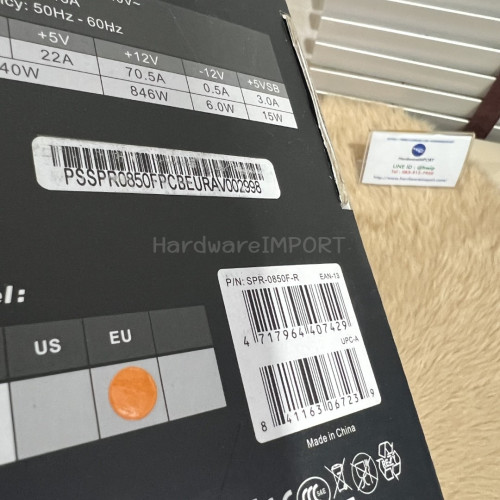 ncy: 50Hz - 60Hz
+5V +12V -12V +5VSB
22A 70.5A 0.5A 3.0A
40W 846W 6.0W 15W
PSSPR0850FPCBEURAV002998
HardwareIMPORT
P/N: SPR-0850F-R EAN-13
4 717964 407429
UPC-A
8 41163 06723 9
Made in China
el:
US EU
HardwareIMPORT